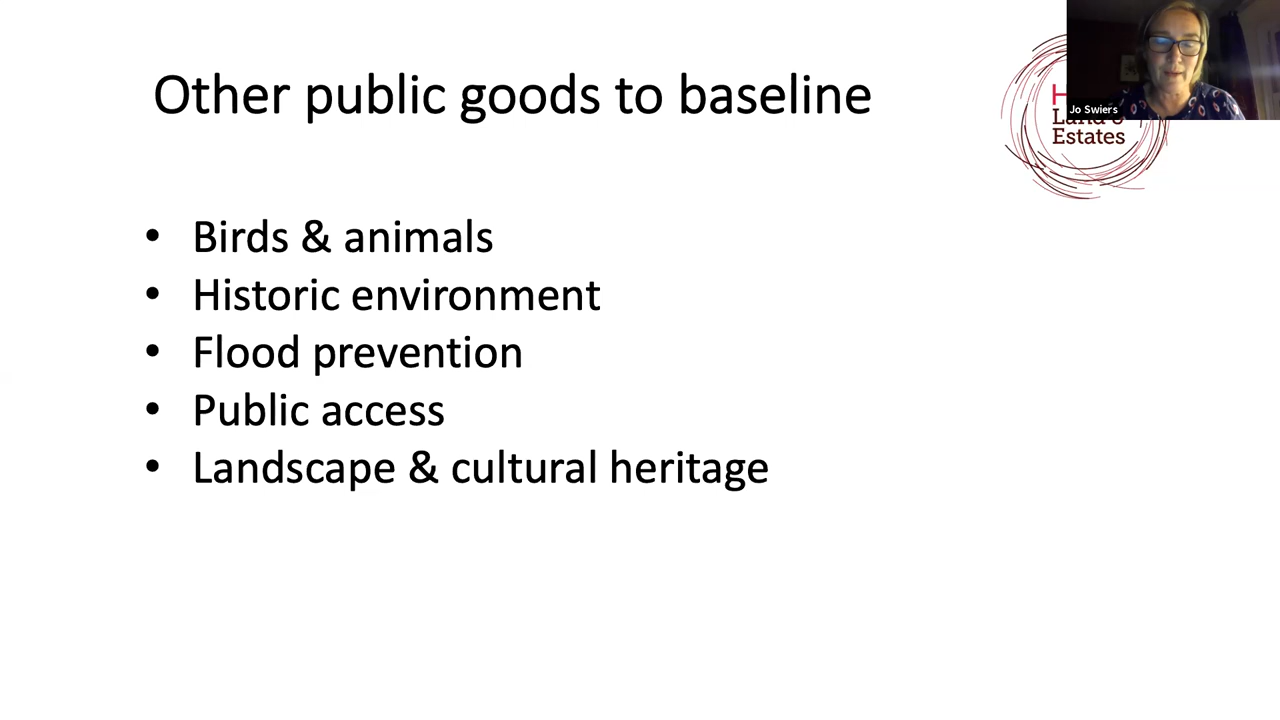 Other public goods to baseline
Jo Swiers
Estates
• Birds & animals
• Historic environment
• Flood prevention
• Public access
• Landscape & cultural heritage